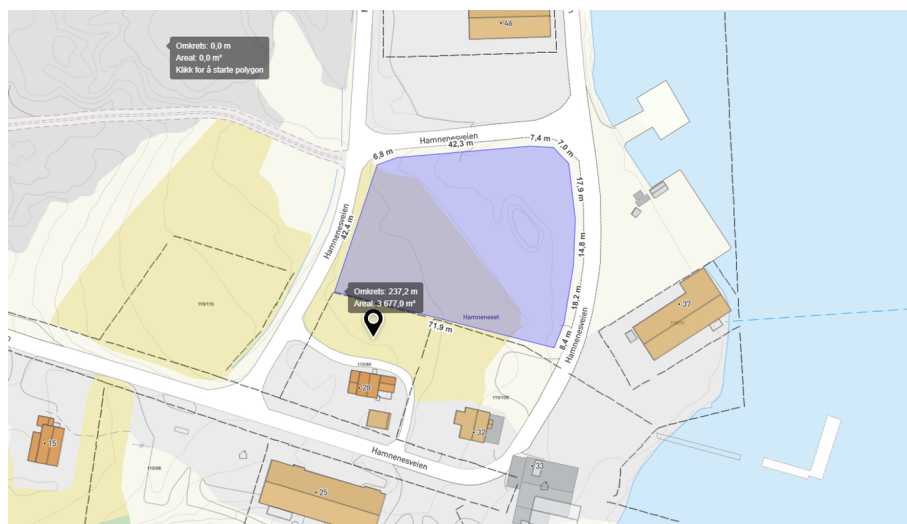 46
Omkrets: 0,0 m
Areal: 0,0 m²
Klikk for å starte polygon
Hamnenesveien
7,4 m
42,3 m
7,0 m
6,8 m
17,9 m
42,4 m
Hamnenesveien
14,8 m
Omkrets: 237,2 m
Areal: 3 677,0 m²
18,2 m
37
110/115
Hamneneset
71,9 m
8,4 m
Hamnenesveien
28
32
15
Hamnenesveien
33
25